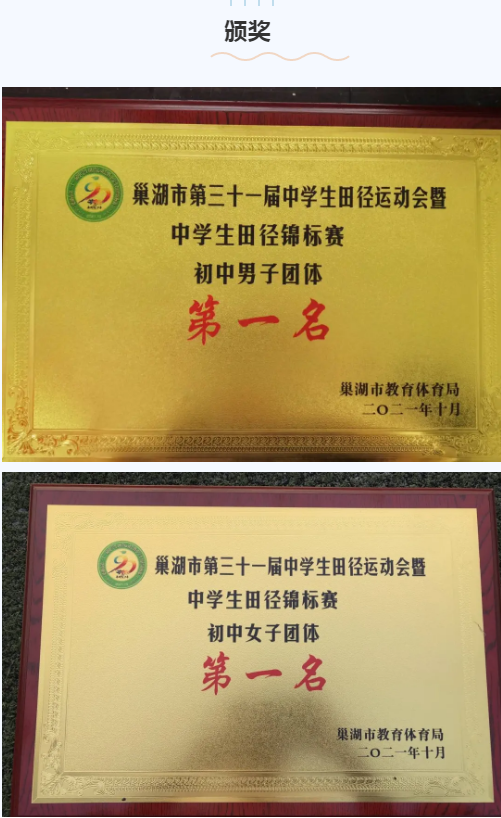 颁奖
巢湖市第三十一届中学生田径运动会暨
中学生田径锦标赛
初中男子团体
第一名
巢湖市教育体育局
二〇二一年十月
巢湖市第三十一届中学生田径运动会暨
中学生田径锦标赛
初中女子团体
第一名
巢湖市教育体育局
二〇二一年十月